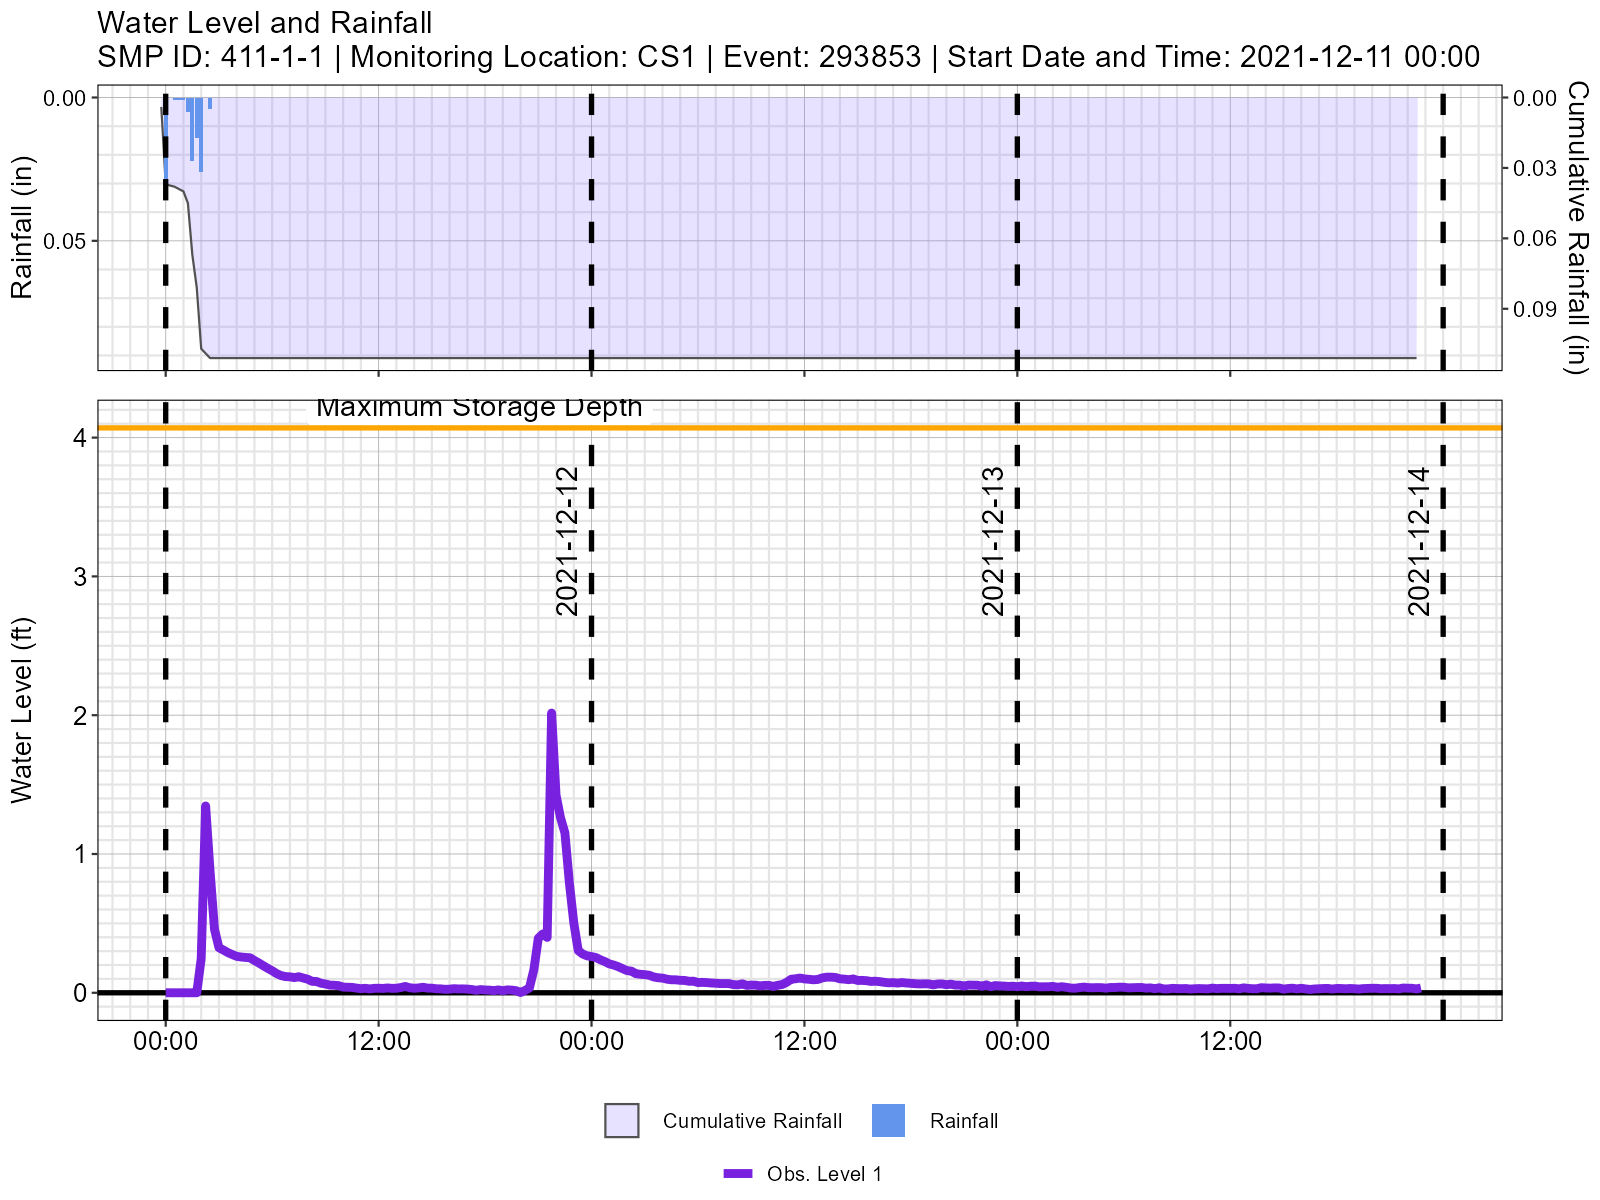 Water Level and Rainfall
SMP ID: 411-1-1 | Monitoring Location: CS1 | Event: 293853 | Start Date and Time: 2021-12-11 00:00
Rainfall (in)
0.00
0.05
0.00
0.03
0.06
0.09
Cumulative Rainfall (in)
Maximum Storage Depth
Water Level (ft)
4
3
2
1
0
2021-12-12
2021-12-13
2021-12-14
00:00
12:00
00:00
12:00
00:00
12:00
Cumulative Rainfall
Rainfall
Obs. Level 1